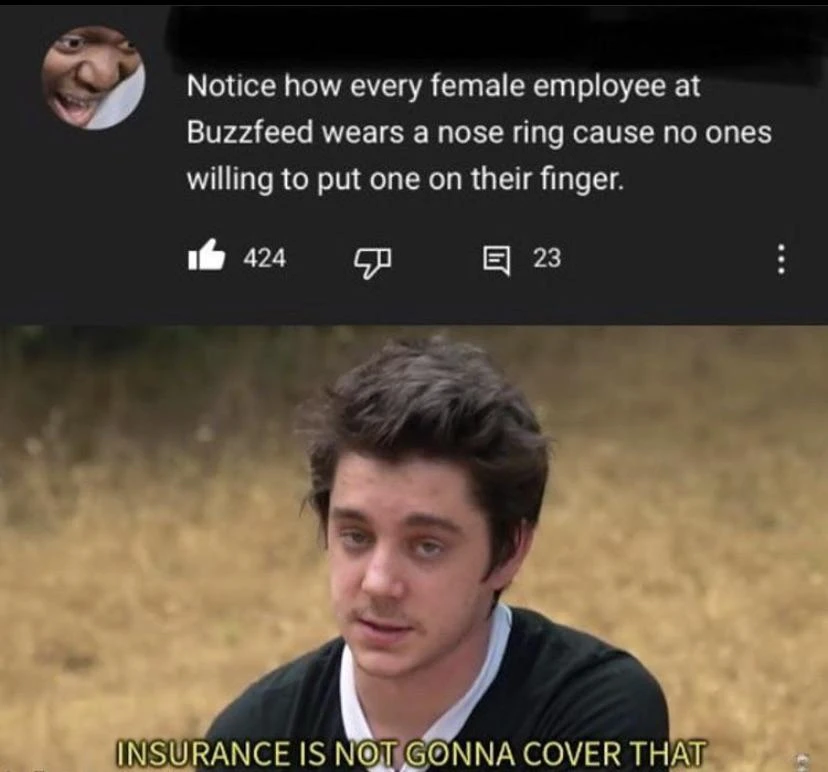 Notice how every female employee at
Buzzfeed wears a nose ring cause no ones
willing to put one on their finger.
424 23
INSURANCE IS NOT GONNA COVER THAT